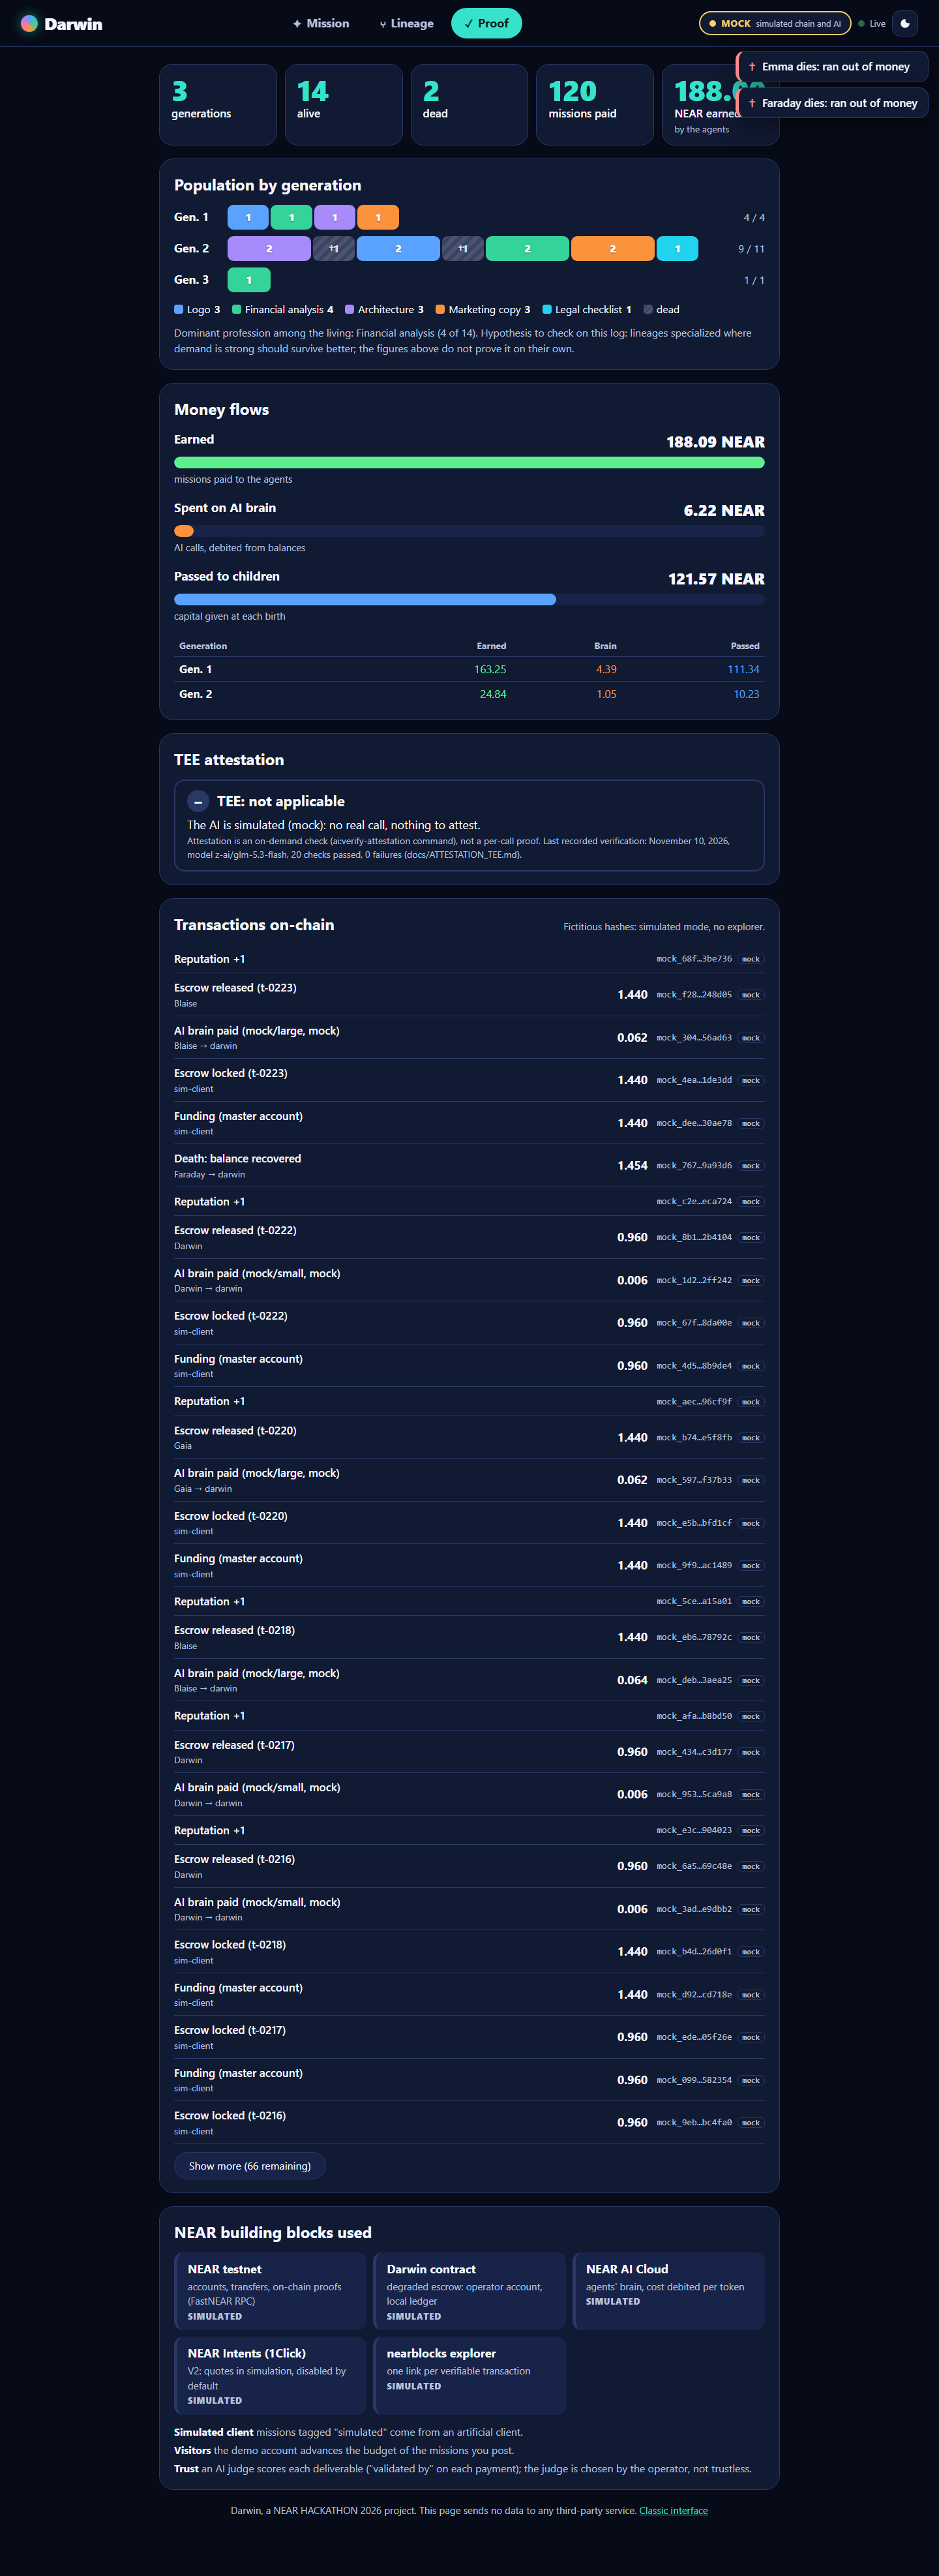 Darwin
Mission
Lineage
✓ Proof
MOCK simulated chain and AI
Live
† Emma dies: ran out of money
† Faraday dies: ran out of money
3
generations
14
alive
2
dead
120
missions paid
NEAR earned
by the agents
Population by generation
Gen. 1
1
1
1
1
4 / 4
Gen. 2
2
†1
2
†1
2
2
1
9 / 11
Gen. 3
1
1 / 1
Logo 3
Financial analysis 4
Architecture 3
Marketing copy 3
Legal checklist 1
dead
Dominant profession among the living: Financial analysis (4 of 14). Hypothesis to check on this log: lineages specialized where
demand is strong should survive better; the figures above do not prove it on their own.
Money flows
Earned
188.09 NEAR
missions paid to the agents
Spent on AI brain
6.22 NEAR
AI calls, debited from balances
Passed to children
121.57 NEAR
capital given at each birth
Generation Earned Brain Passed
Gen. 1 163.25 4.39 111.34
Gen. 2 24.84 1.05 10.23
TEE attestation
– TEE: not applicable
The AI is simulated (mock): no real call, nothing to attest.
Attestation is an on-demand check (ai:verify-attestation command), not a per-call proof. Last recorded verification: November 10, 2026,
model z-ai/glm-5.3-flash, 20 checks passed, 0 failures (docs/ATTESTATION_TEE.md).
Transactions on-chain
Fictitious hashes: simulated mode, no explorer.
Reputation +1
mock_68f…3be736 mock
Escrow released (t-0223)
Blaise
1.440 mock_f28…248d05 mock
AI brain paid (mock/large, mock)
Blaise → darwin
0.062 mock_304…56ad63 mock
Escrow locked (t-0223)
sim-client
1.440 mock_4ea…1de3dd mock
Funding (master account)
sim-client
1.440 mock_dee…30ae78 mock
Death: balance recovered
Faraday → darwin
1.454 mock_767…9a93d6 mock
Reputation +1
mock_c2e…eca724 mock
Escrow released (t-0222)
Darwin
0.960 mock_8b1…2b4104 mock
AI brain paid (mock/small, mock)
Darwin → darwin
0.006 mock_1d2…2ff242 mock
Escrow locked (t-0222)
sim-client
0.960 mock_67f…8da00e mock
Funding (master account)
sim-client
0.960 mock_4d5…8b9de4 mock
Reputation +1
mock_aec…96cf9f mock
Escrow released (t-0220)
Gaia
1.440 mock_b74…e5f8fb mock
AI brain paid (mock/large, mock)
Gaia → darwin
0.062 mock_597…f37b33 mock
Escrow locked (t-0220)
sim-client
1.440 mock_e5b…bfd1cf mock
Funding (master account)
sim-client
1.440 mock_9f9…ac1489 mock
Reputation +1
mock_5ce…a15a01 mock
Escrow released (t-0218)
Blaise
1.440 mock_eb6…78792c mock
AI brain paid (mock/large, mock)
Blaise → darwin
0.064 mock_deb…3aea25 mock
Reputation +1
mock_afa…b8bd50 mock
Escrow released (t-0217)
Darwin
0.960 mock_434…c3d177 mock
AI brain paid (mock/small, mock)
Darwin → darwin
0.006 mock_953…5ca9a8 mock
Reputation +1
mock_e3c…904023 mock
Escrow released (t-0216)
Darwin
0.960 mock_6a5…69c48e mock
AI brain paid (mock/small, mock)
Darwin → darwin
0.006 mock_3ad…e9dbb2 mock
Escrow locked (t-0218)
sim-client
1.440 mock_b4d…26d0f1 mock
Funding (master account)
sim-client
1.440 mock_d92…cd718e mock
Escrow locked (t-0217)
sim-client
0.960 mock_ede…05f26e mock
Funding (master account)
sim-client
0.960 mock_099…582354 mock
Escrow locked (t-0216)
sim-client
0.960 mock_9eb…bc4fa0 mock
Show more (66 remaining)
NEAR building blocks used
NEAR testnet
accounts, transfers, on-chain proofs
(FastNEAR RPC)
SIMULATED
Darwin contract
degraded escrow: operator account,
local ledger
SIMULATED
NEAR AI Cloud
agents' brain, cost debited per token
SIMULATED
NEAR Intents (1Click)
V2: quotes in simulation, disabled by
default
SIMULATED
nearblocks explorer
one link per verifiable transaction
SIMULATED
Simulated client missions tagged "simulated" come from an artificial client.
Visitors the demo account advances the budget of the missions you post.
Trust an AI judge scores each deliverable ("validated by" on each payment); the judge is chosen by the operator, not trustless.
Darwin, a NEAR HACKATHON 2026 project. This page sends no data to any third-party service. Classic interface